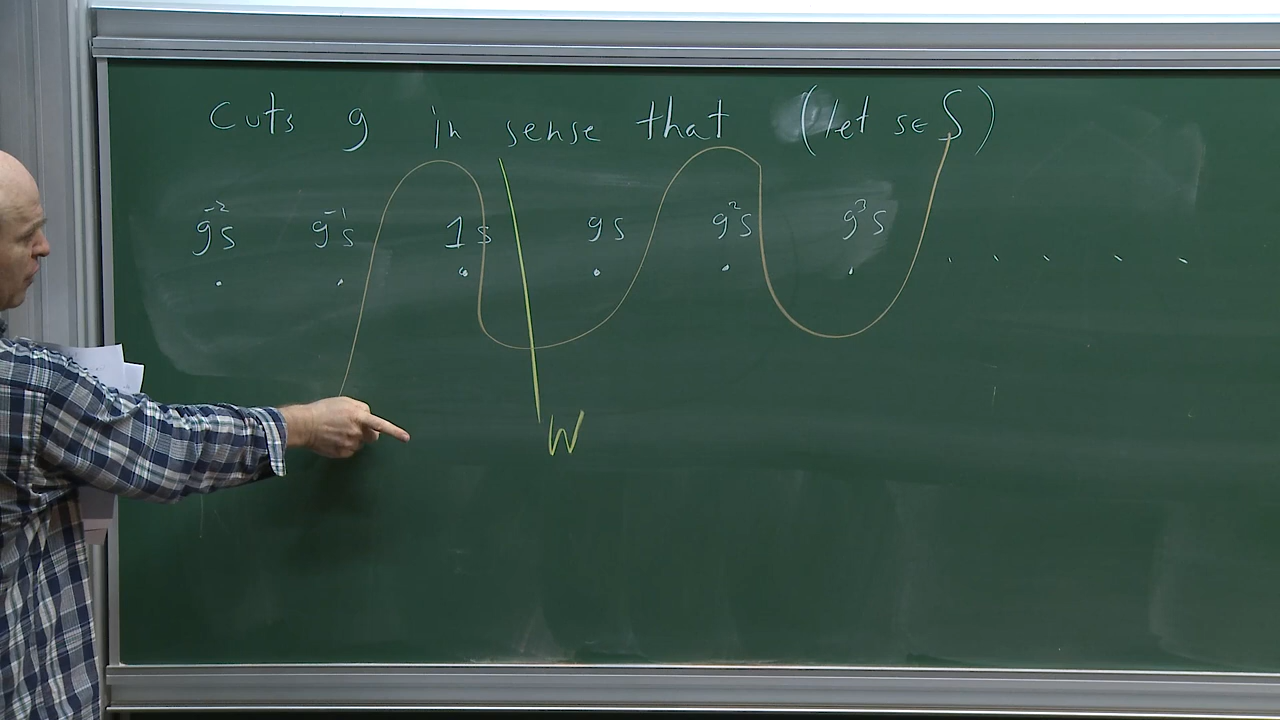 cuts g in sense that (let s∈S)
g⁻²s g⁻¹s 1s gs g²s g³s . . . . .
W